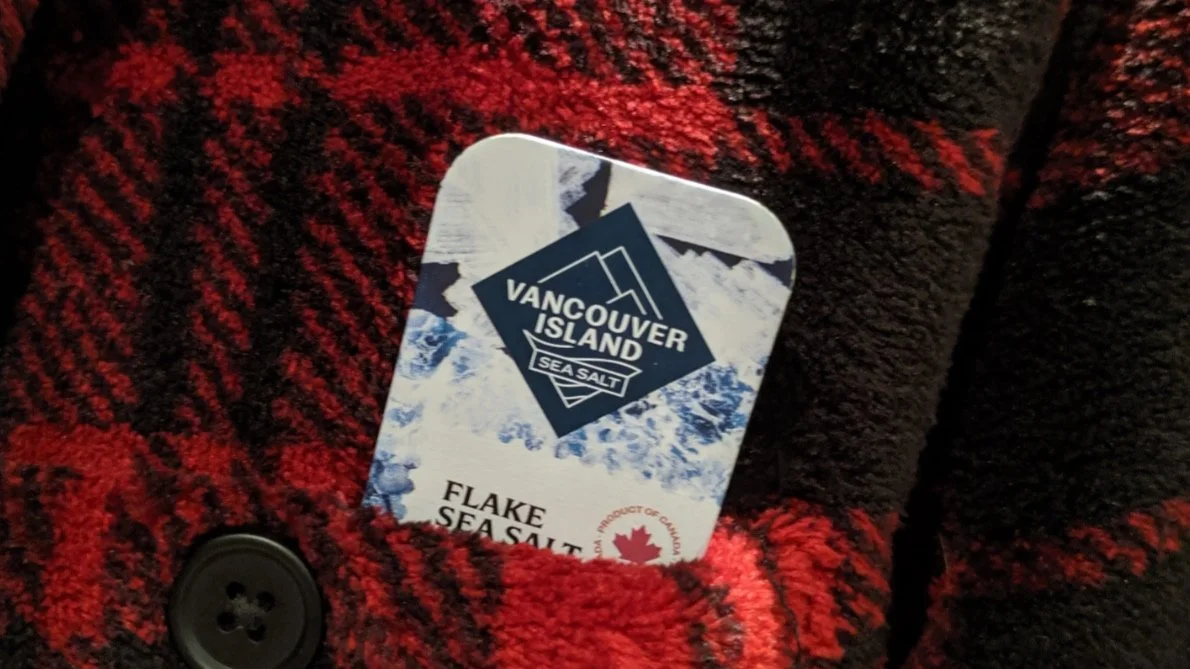 VANCOUVER
ISLAND
SEA SALT
FLAKE
SEA SALT
PRODUCT OF CANADA